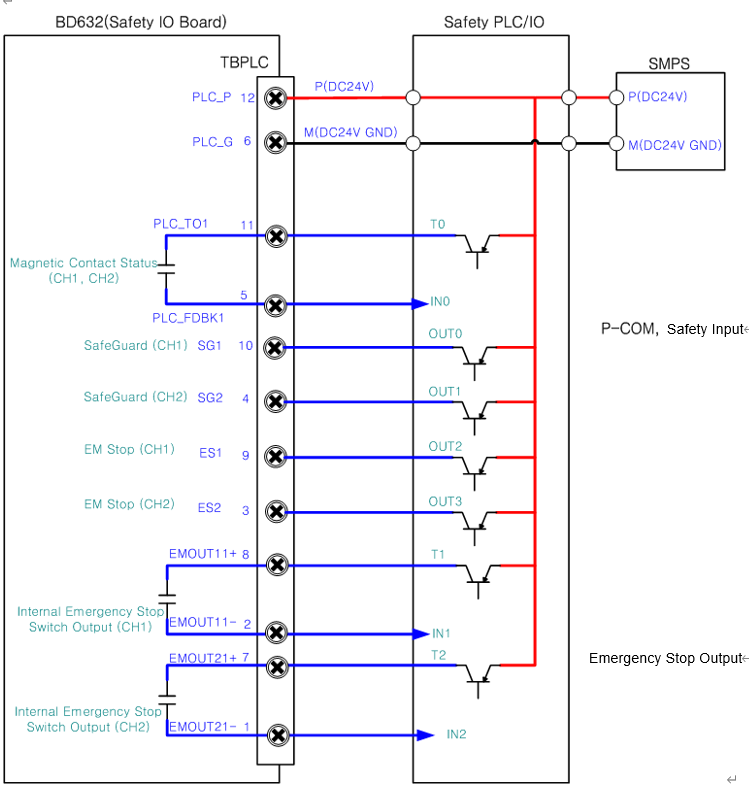 BD632(Safety IO Board)
Safety PLC/IO
TBPLC
SMPS
PLC_P 12
P(DC24V)
P(DC24V)
PLC_G 6
M(DC24V GND)
M(DC24V GND)
PLC_TO1 11
T0
Magnetic Contact Status
(CH1, CH2)
5
IN0
PLC_FDBK1
P-COM, Safety Input
SafeGuard (CH1) SG1 10
OUT0
SafeGuard (CH2) SG2 4
OUT1
EM Stop (CH1) ES1 9
OUT2
EM Stop (CH2) ES2 3
OUT3
EMOUT11+ 8
T1
Internal Emergency Stop
Switch Output (CH1)
EMOUT11- 2
IN1
EMOUT21+ 7
T2
Emergency Stop Output
Internal Emergency Stop
Switch Output (CH2)
EMOUT21- 1
IN2